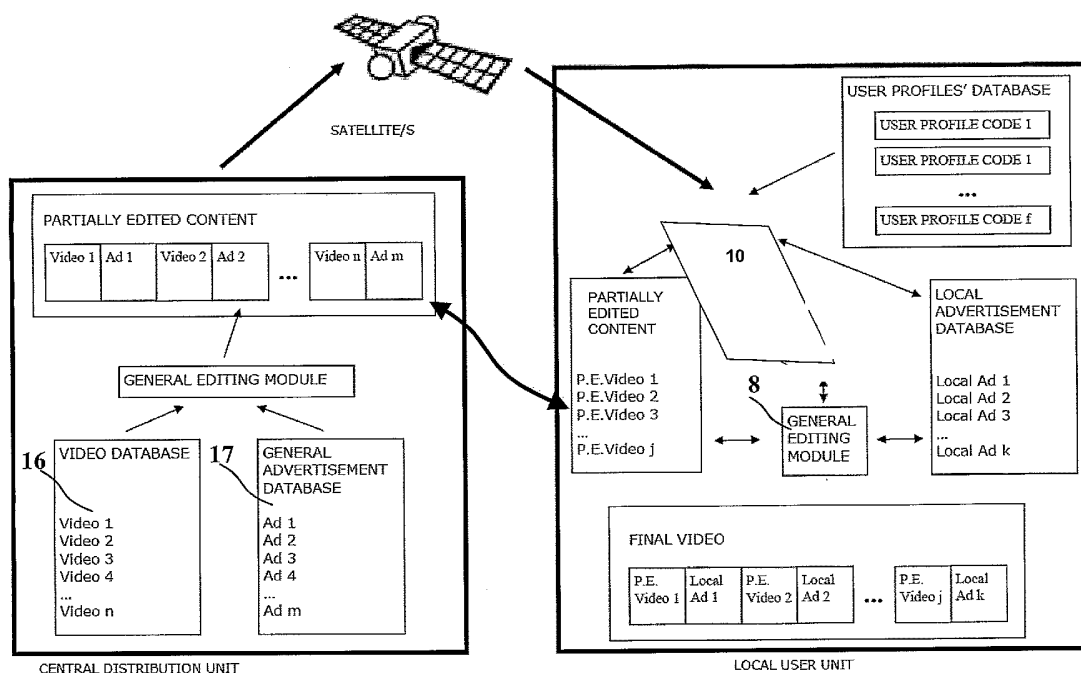 SATELLITE/S
PARTIALLY EDITED CONTENT
Video 1 Ad 1 Video 2 Ad 2 ... Video n Ad m
GENERAL EDITING MODULE
16
VIDEO DATABASE
Video 1
Video 2
Video 3
Video 4
...
Video n
17
GENERAL
ADVERTISEMENT
DATABASE
Ad 1
Ad 2
Ad 3
Ad 4
...
Ad m
CENTRAL DISTRIBUTION UNIT
USER PROFILES' DATABASE
USER PROFILE CODE 1
USER PROFILE CODE 1
...
USER PROFILE CODE f
10
PARTIALLY
EDITED
CONTENT
P.E.Video 1
P.E.Video 2
P.E.Video 3
...
P.E.Video j
8
GENERAL
EDITING
MODULE
LOCAL
ADVERTISEMENT
DATABASE
Local Ad 1
Local Ad 2
Local Ad 3
...
Local Ad k
FINAL VIDEO
P.E. Local P.E. Local P.E. Local
Video 1 Ad 1 Video 2 Ad 2 ... Video j Ad k
LOCAL USER UNIT